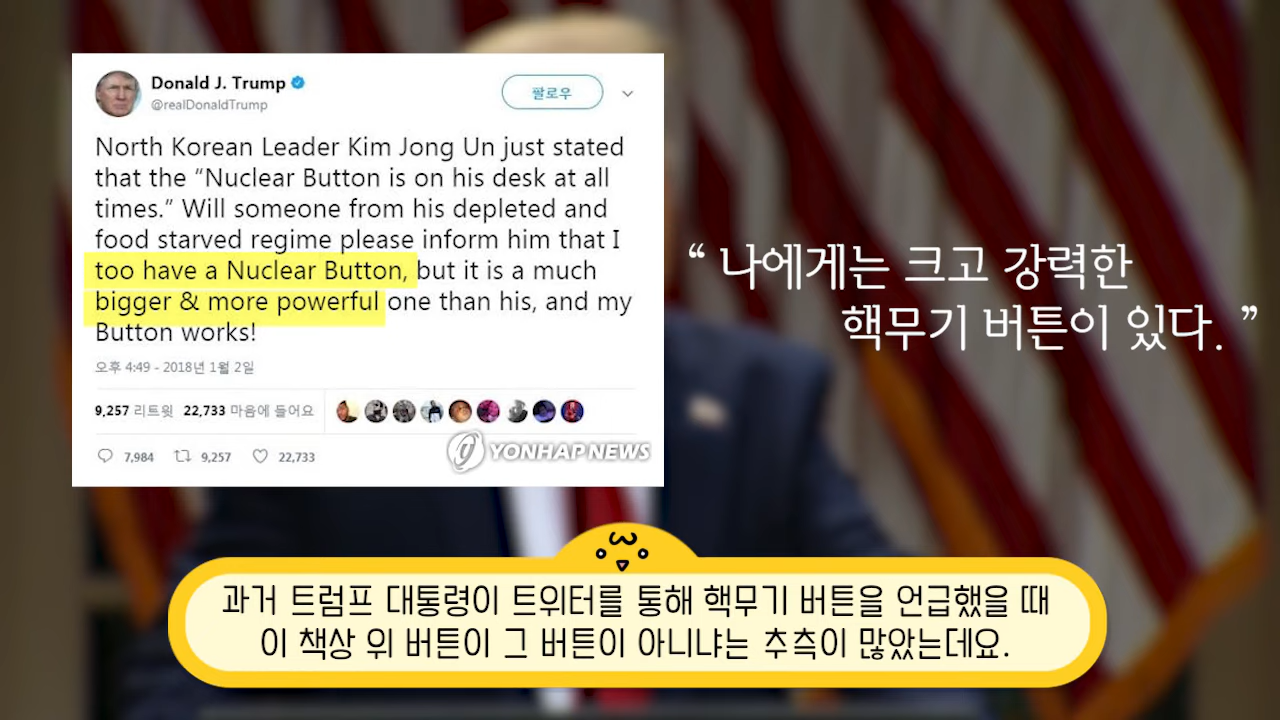 Donald J. Trump
@realDonaldTrump
팔로우
North Korean Leader Kim Jong Un just stated
that the “Nuclear Button is on his desk at all
times.” Will someone from his depleted and
food starved regime please inform him that I
too have a Nuclear Button, but it is a much
bigger & more powerful one than his, and my
Button works!
오후 4:49 - 2018년 1월 2일
9,257 리트윗 22,733 마음에 들어요
7,984 9,257 22,733
YONHAP NEWS
“ 나에게는 크고 강력한
핵무기 버튼이 있다. ”
과거 트럼프 대통령이 트위터를 통해 핵무기 버튼을 언급했을 때
이 책상 위 버튼이 그 버튼이 아니냐는 추측이 많았는데요.